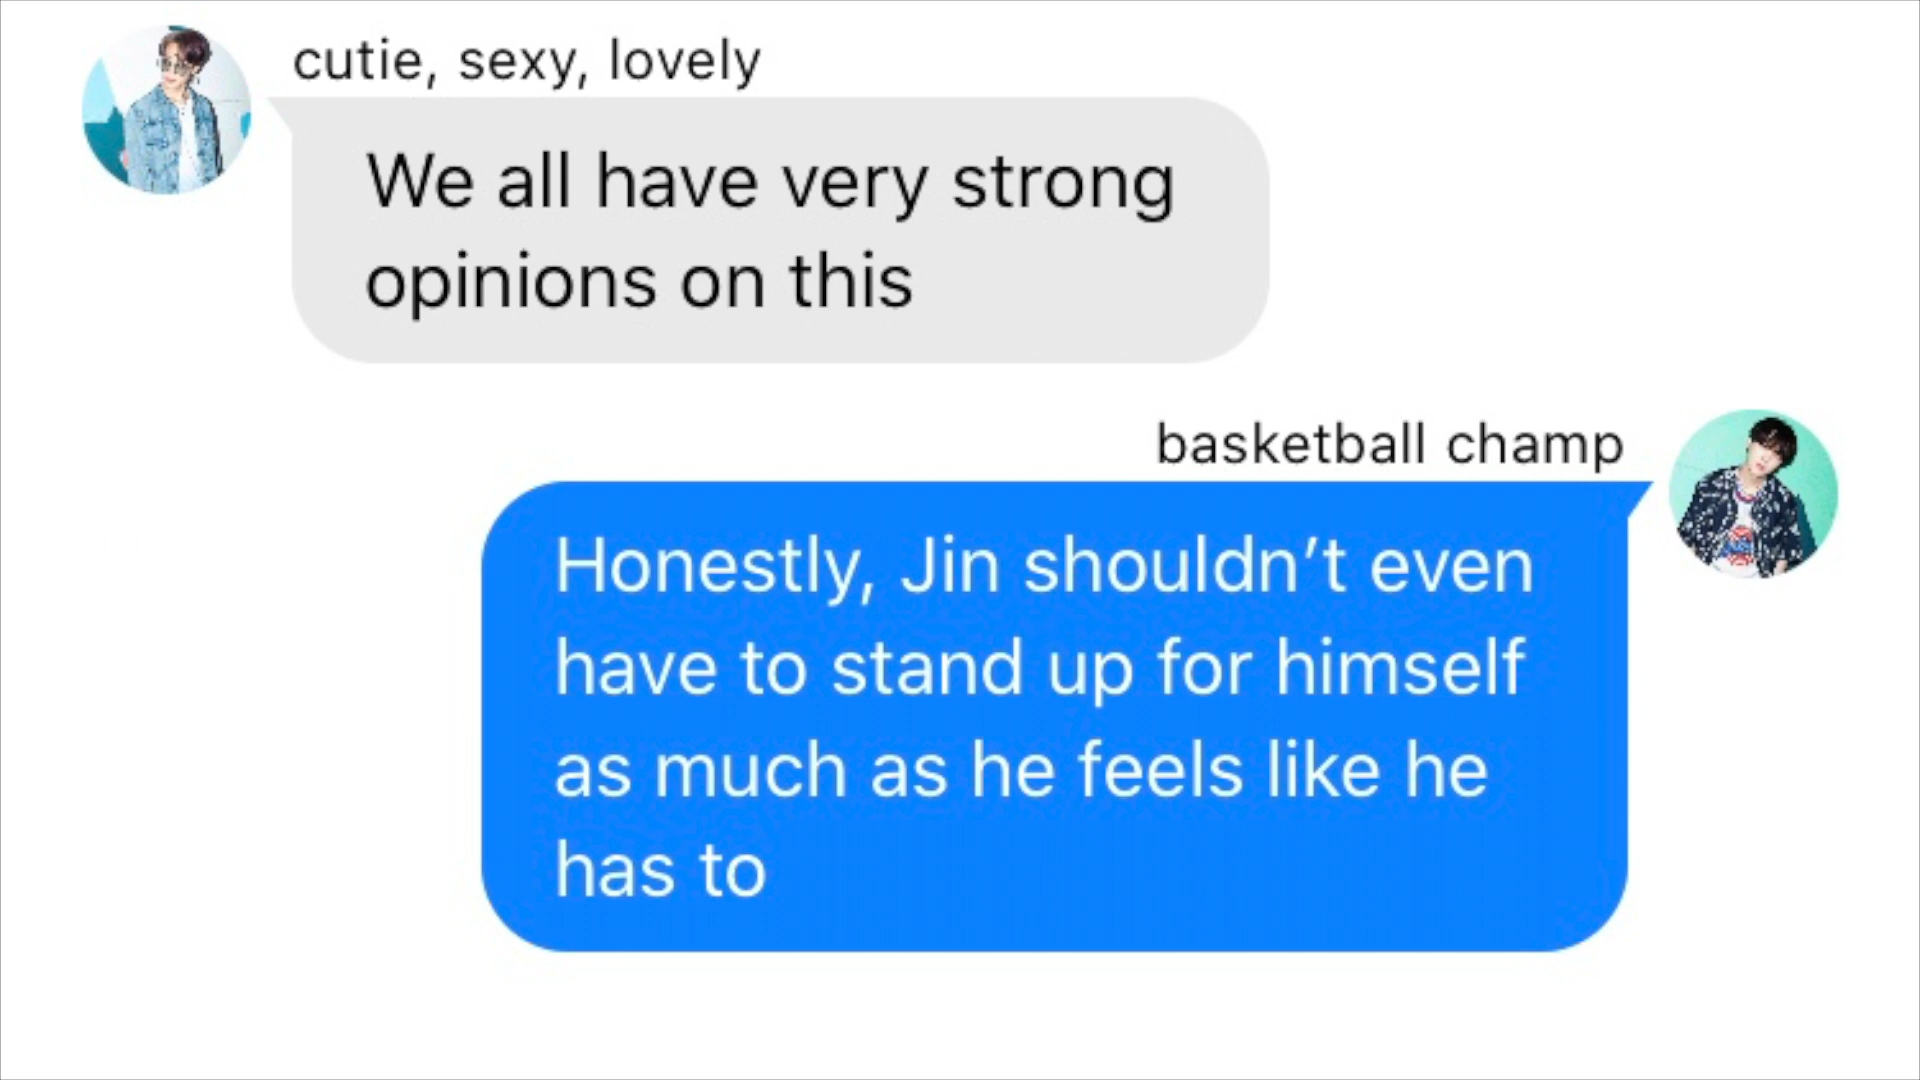 cutie, sexy, lovely
We all have very strong
opinions on this
basketball champ
Honestly, Jin shouldn’t even
have to stand up for himself
as much as he feels like he
has to